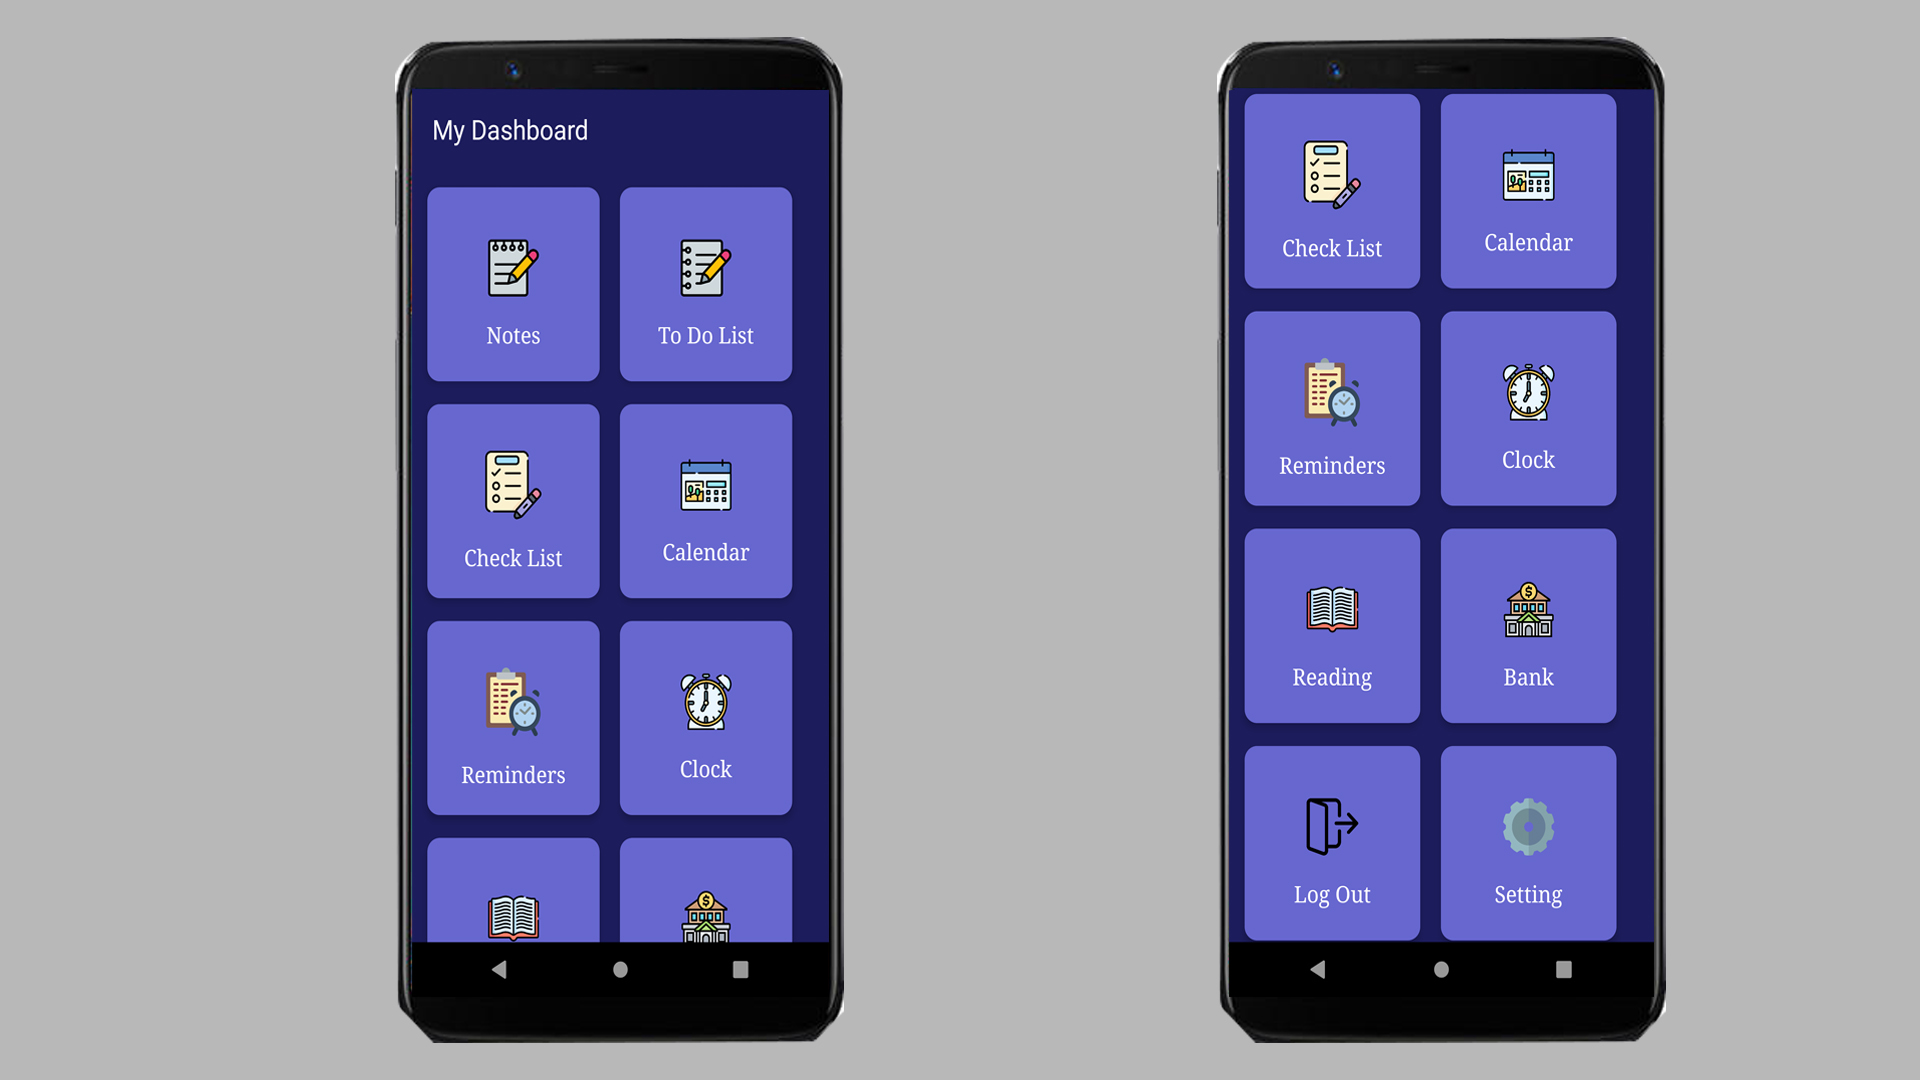 My Dashboard
Notes
To Do List
Check List
Calendar
Reminders
Clock
$
Check List
Calendar
Reminders
Clock
$
Reading
Bank
Log Out
Setting